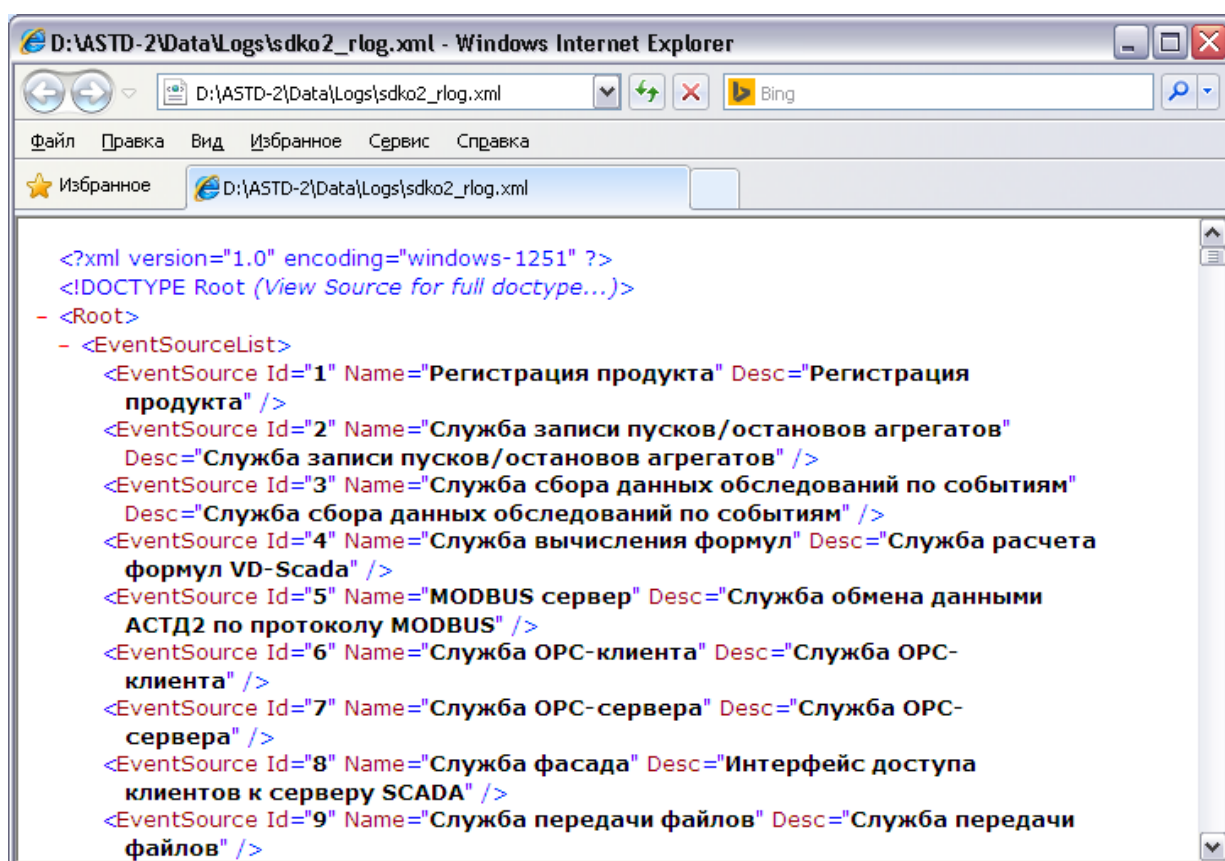 D:\ASTD-2\Data\Logs\sdko2_rlog.xml - Windows Internet Explorer
D:\ASTD-2\Data\Logs\sdko2_rlog.xml Bing
Файл Правка Вид Избранное Сервис Справка
Избранное D:\ASTD-2\Data\Logs\sdko2_rlog.xml
<?xml version="1.0" encoding="windows-1251" ?>
<!DOCTYPE Root (View Source for full doctype...)>
- <Root>
- <EventSourceList>
<EventSource Id="1" Name="Регистрация продукта" Desc="Регистрация
продукта" />
<EventSource Id="2" Name="Служба записи пусков/остановов агрегатов"
Desc="Служба записи пусков/остановов агрегатов" />
<EventSource Id="3" Name="Служба сбора данных обследований по событиям"
Desc="Служба сбора данных обследований по событиям" />
<EventSource Id="4" Name="Служба вычисления формул" Desc="Служба расчета
формул VD-Scada" />
<EventSource Id="5" Name="MODBUS сервер" Desc="Служба обмена данными
АСТД2 по протоколу MODBUS" />
<EventSource Id="6" Name="Служба OPC-клиента" Desc="Служба OPC-
клиента" />
<EventSource Id="7" Name="Служба OPC-сервера" Desc="Служба OPC-
сервера" />
<EventSource Id="8" Name="Служба фасада" Desc="Интерфейс доступа
клиентов к серверу SCADA" />
<EventSource Id="9" Name="Служба передачи файлов" Desc="Служба передачи
файлов" />